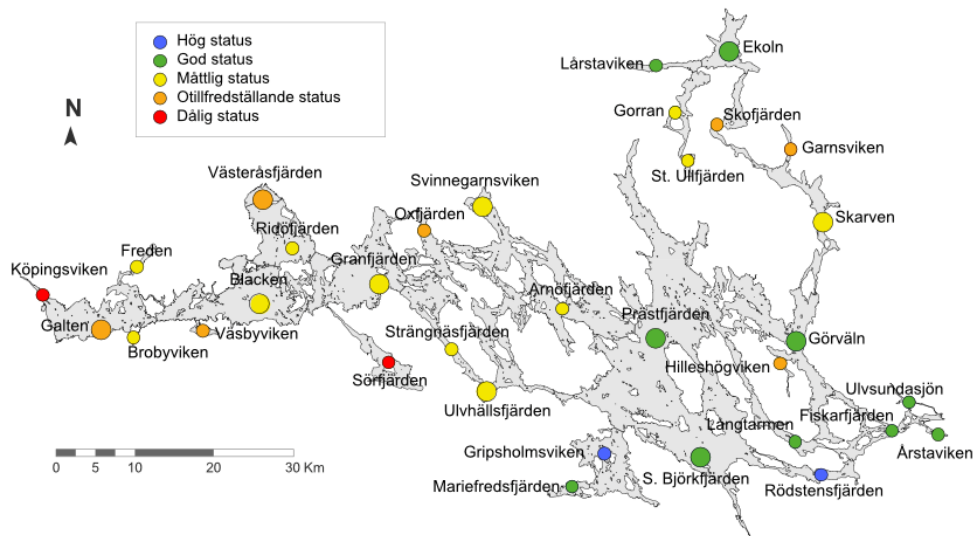 Hög status
God status
Måttlig status
Otillfredställande status
Dålig status
N
Ekoln
Lårstaviken
Gorran
Skofjärden
Garnsviken
St. Ullfjärden
Västeråsfjärden
Svinnegarnsviken
Oxfjärden
Skarven
Ridöfjärden
Freden
Granfjärden
Köpingsviken
Blacken
Arnöfjärden
Prästfjärden
Galten
Västbyviken
Strängnäsfjärden
Görväln
Brobyviken
Hilleshögviken
Sörfjärden
Ulvsundasjön
Ulvhällsfjärden
Fiskarfjärden
Långtarmen
Gripsholmsviken
Årstaviken
S. Björkfjärden
Mariefredsfjärden
Rödstensfjärden
0 5 10 20 30 Km